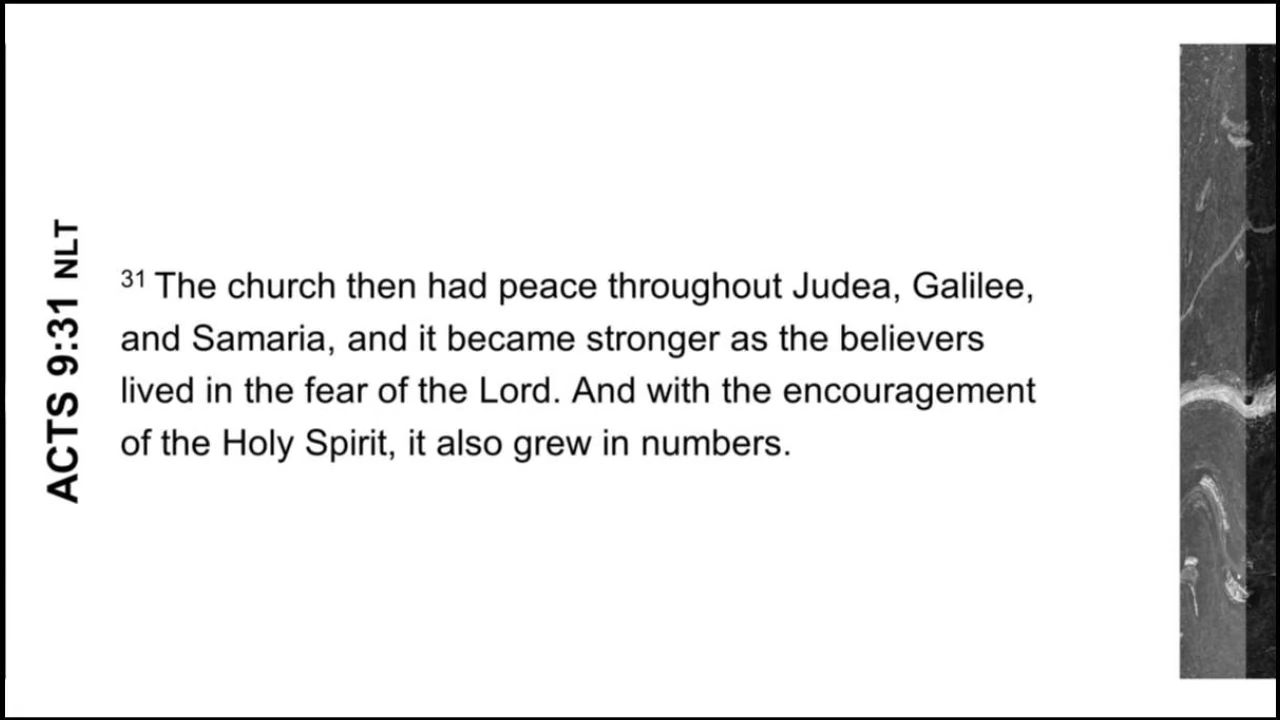 ACTS 9:31 NLT
31 The church then had peace throughout Judea, Galilee,
and Samaria, and it became stronger as the believers
lived in the fear of the Lord. And with the encouragement
of the Holy Spirit, it also grew in numbers.